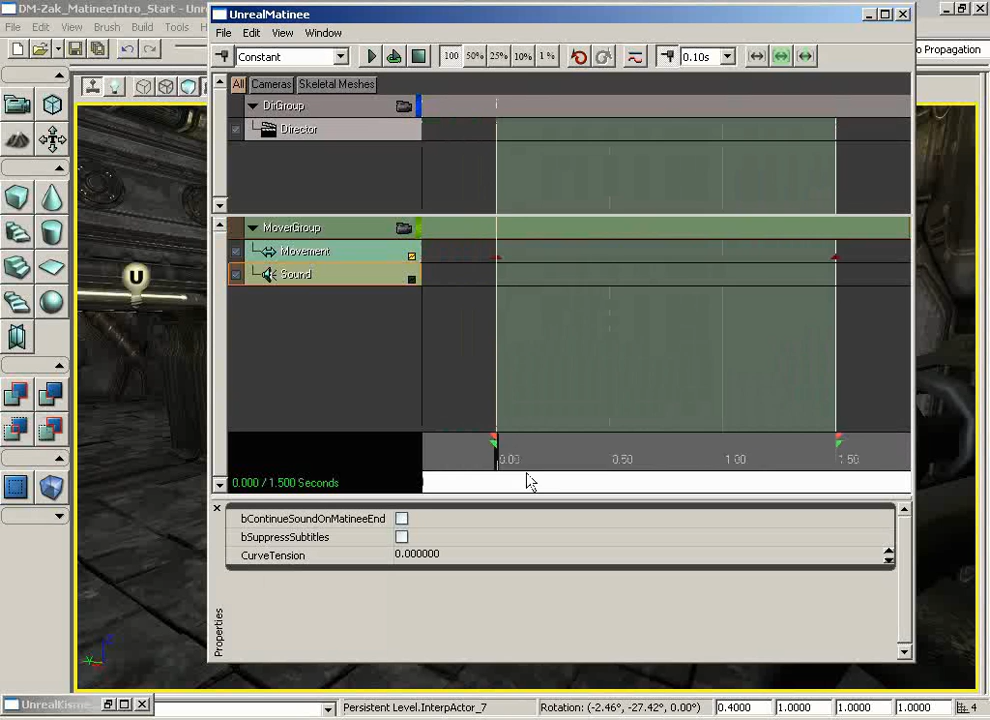 DM-Zak_MatineeIntro_Start - Unre
UnrealMatinee
File Edit View Brush Build Tools
File Edit View Window
o Propagation
Constant
100 50% 25% 10% 1 %
0.10s
All Cameras Skeletal Meshes
DirGroup
Director
MoverGroup
Movement
Sound
U
0.00 0.50 1.00 1.50
0.000 / 1.500 Seconds
bContinueSoundOnMatineeEnd
bSuppressSubtitles
CurveTension 0.000000
Properties
UnrealKisme
Persistent Level.InterpActor_7
Rotation: (-2.46°, -27.42°, 0.00°)
0.4000 1.0000 1.0000 1.0000
4